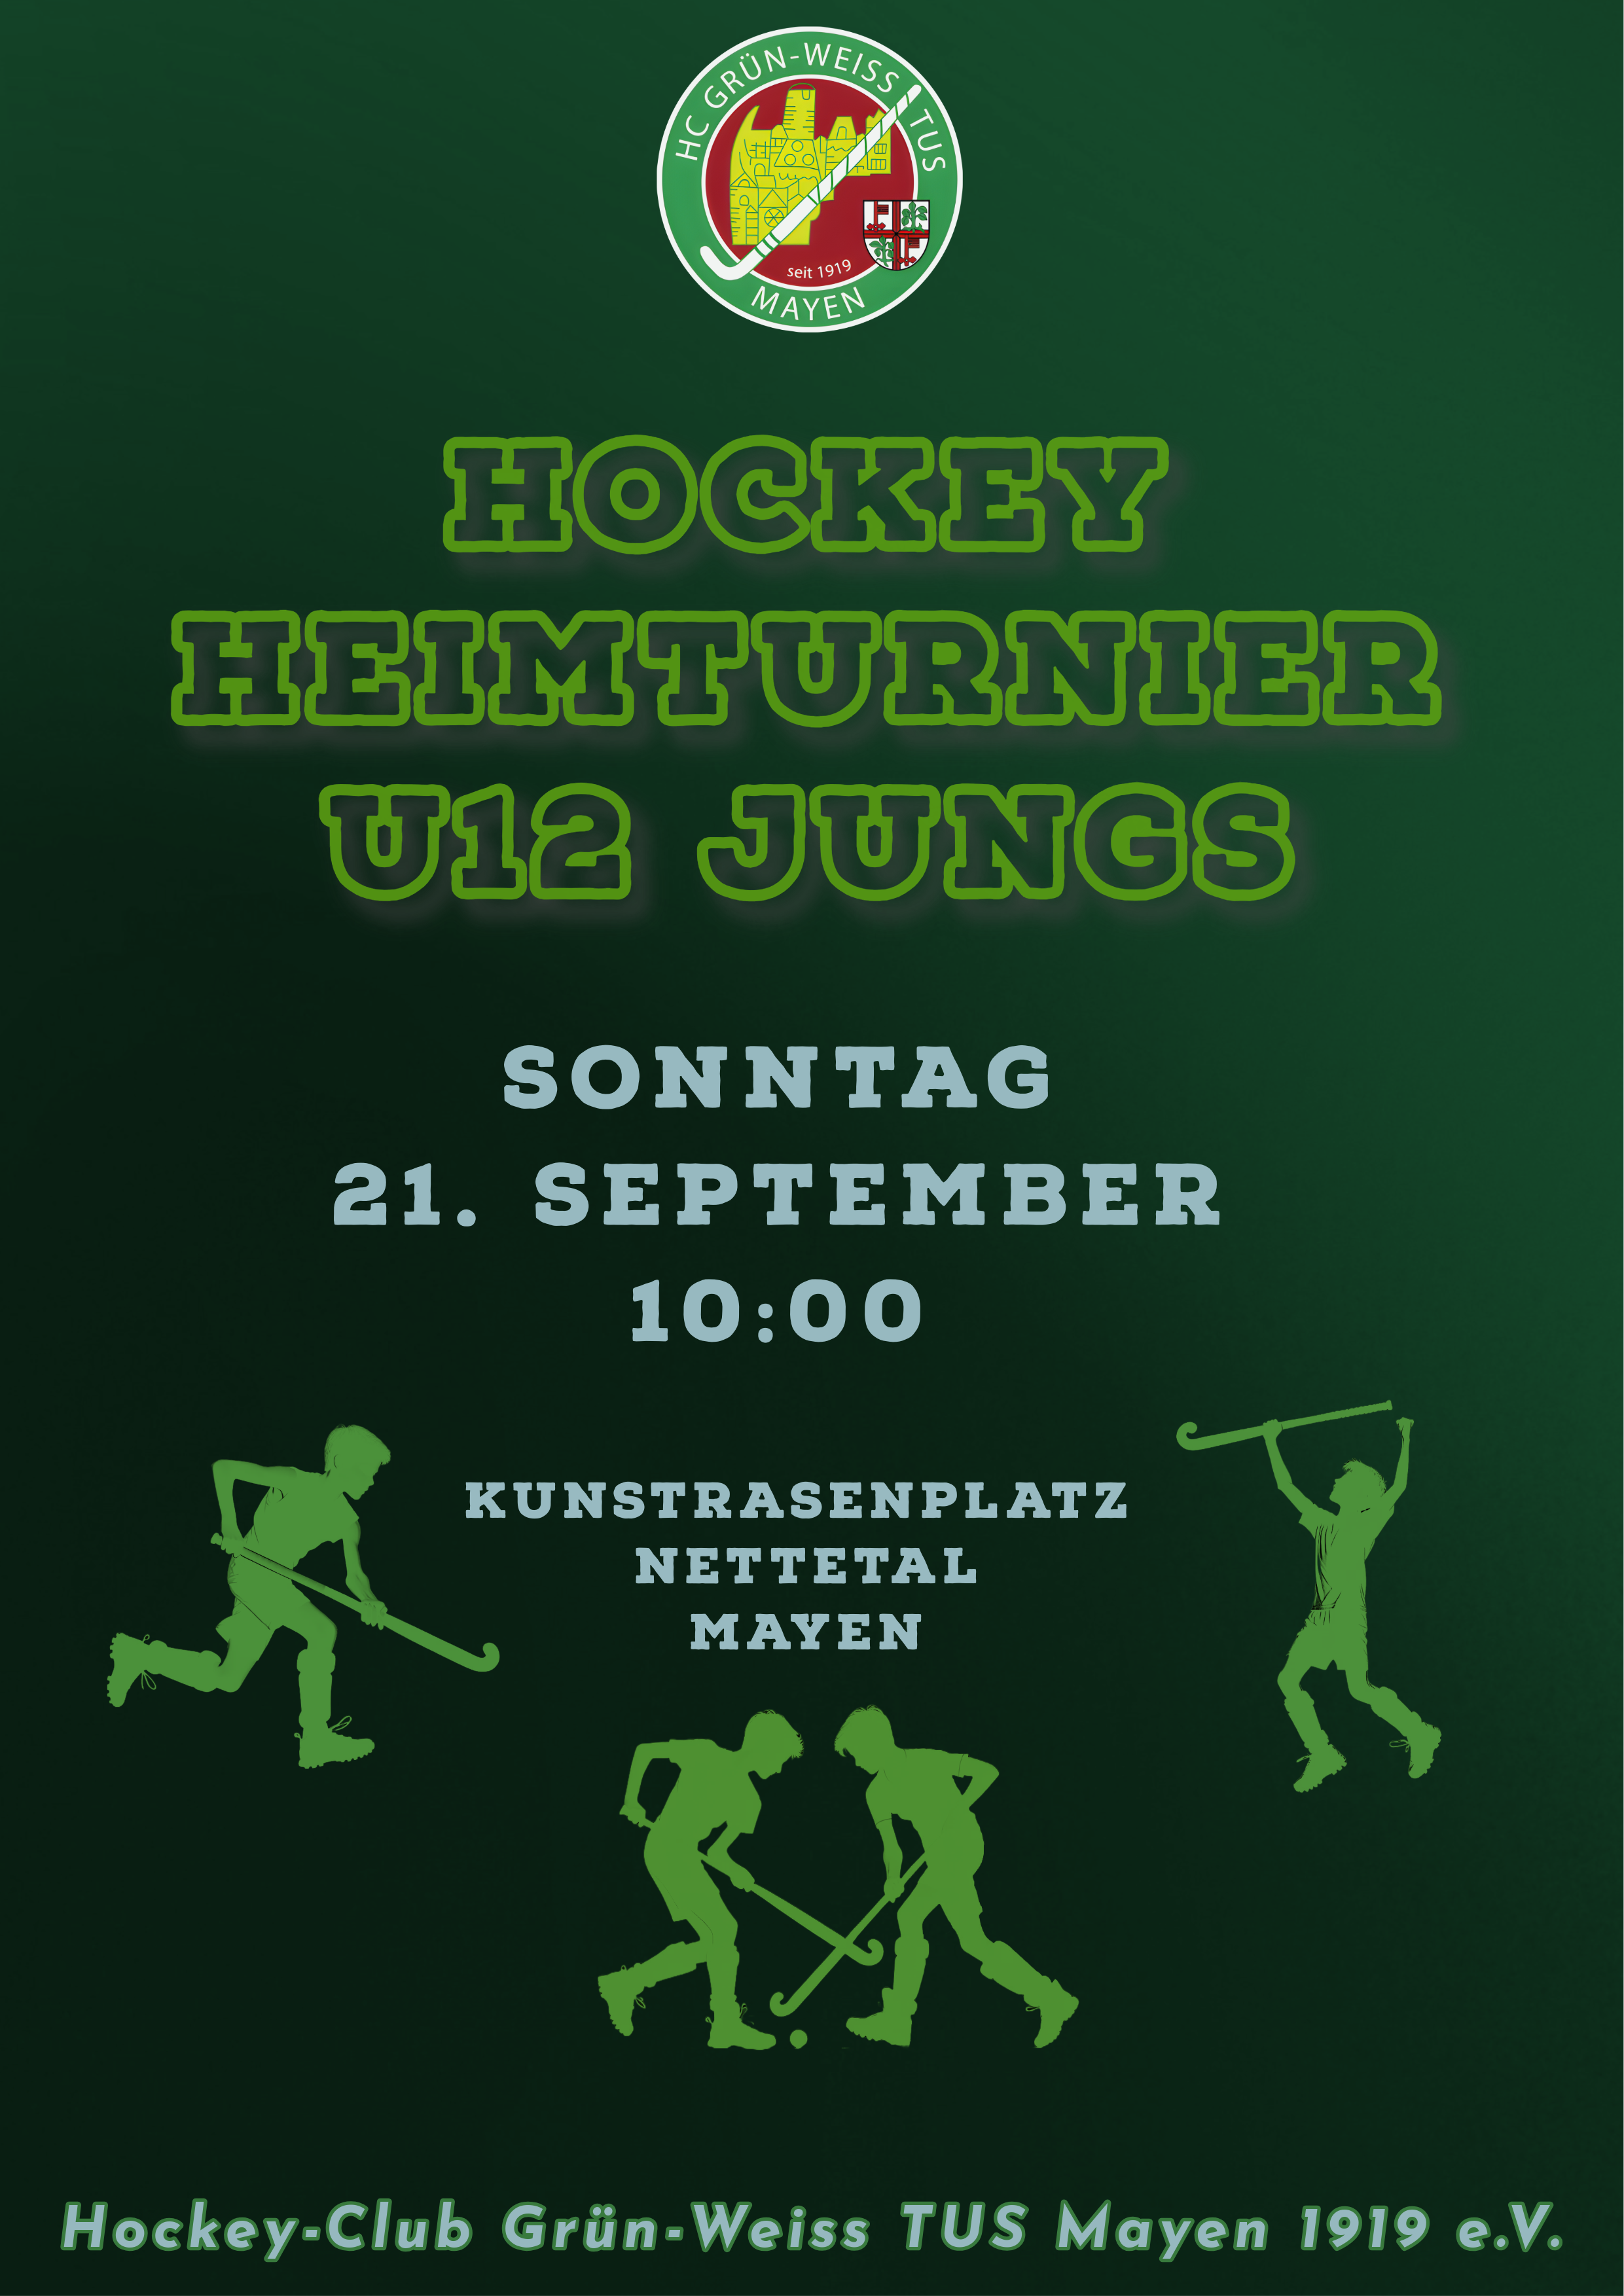 HC GRÜN-WEISS TUS
seit 1919
MAYEN
HOCKEY
HEIMTURNIER
U12 JUNGS
SONNTAG
21. SEPTEMBER
10:00
KUNSTRASENPLATZ
NETTETAL
MAYEN
Hockey-Club Grün-Weiss TUS Mayen 1919 e.V.